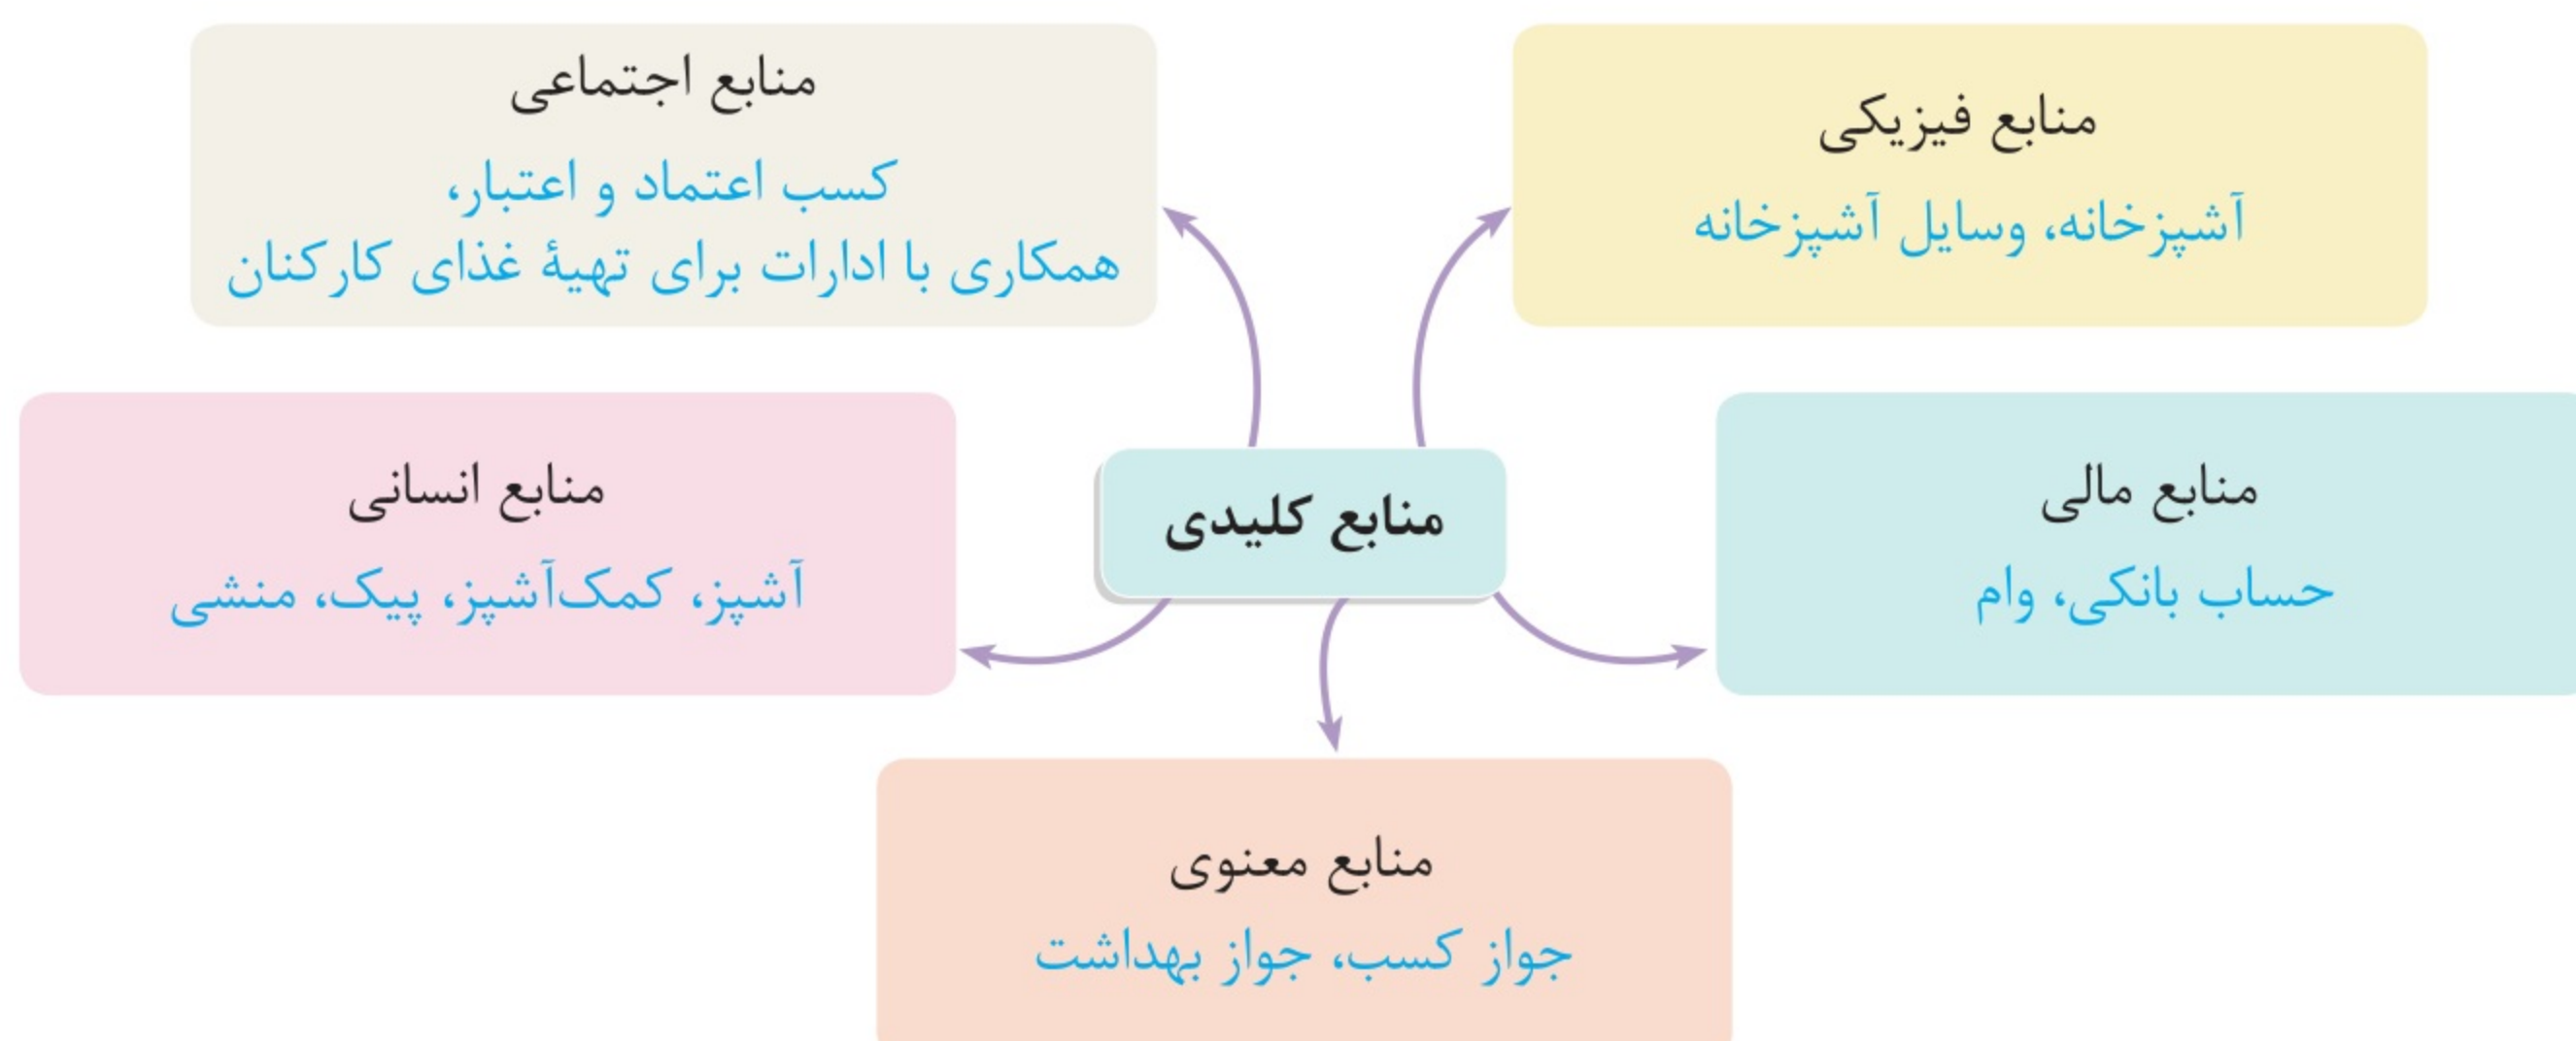 منابع فیزیکی
آشپزخانه، وسایل آشپزخانه
منابع اجتماعی
کسب اعتماد و اعتبار،
همکاری با ادارات برای تهیهٔ غذای کارکنان
منابع کلیدی
منابع مالی
حساب بانکی، وام
منابع انسانی
آشپز، کمک‌آشپز، پیک، منشی
منابع معنوی
جواز کسب، جواز بهداشت